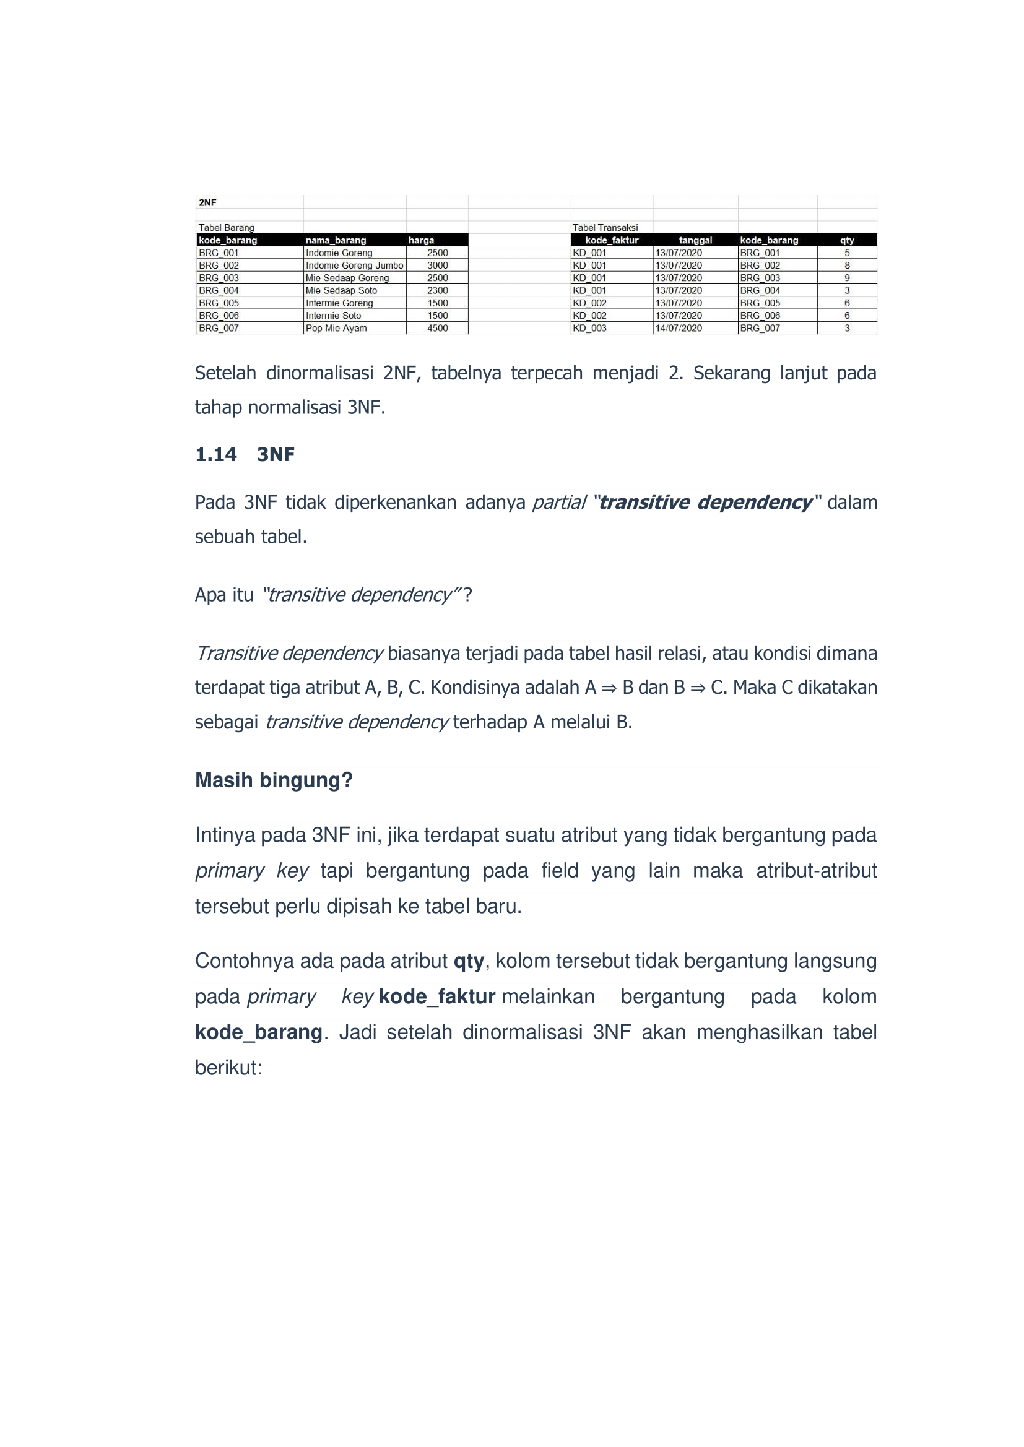 2NF
Tabel Barang Tabel Transaksi
kode_barang nama_barang harga kode_faktur tanggal kode_barang qty
BRG_001 Indomie Goreng 2500 KD_001 13/07/2020 BRG_001 5
BRG_002 Indomie Goreng Jumbo 3000 KD_001 13/07/2020 BRG_002 8
BRG_003 Mie Sedaap Goreng 2500 KD_001 13/07/2020 BRG_003 9
BRG_004 Mie Sedaap Soto 2300 KD_001 13/07/2020 BRG_004 3
BRG_005 Intermie Goreng 1500 KD_002 13/07/2020 BRG_005 6
BRG_006 Intermie Soto 1500 KD_002 13/07/2020 BRG_006 6
BRG_007 Pop Mie Ayam 4500 KD_003 14/07/2020 BRG_007 3
Setelah dinormalisasi 2NF, tabelnya terpecah menjadi 2. Sekarang lanjut pada
tahap normalisasi 3NF.
1.14 3NF
Pada 3NF tidak diperkenankan adanya partial "transitive dependency" dalam
sebuah tabel.
Apa itu "transitive dependency"?
Transitive dependency biasanya terjadi pada tabel hasil relasi, atau kondisi dimana
terdapat tiga atribut A, B, C. Kondisinya adalah A ⇒ B dan B ⇒ C. Maka C dikatakan
sebagai transitive dependency terhadap A melalui B.
Masih bingung?
Intinya pada 3NF ini, jika terdapat suatu atribut yang tidak bergantung pada
primary key tapi bergantung pada field yang lain maka atribut-atribut
tersebut perlu dipisah ke tabel baru.
Contohnya ada pada atribut qty, kolom tersebut tidak bergantung langsung
pada primary key kode_faktur melainkan bergantung pada kolom
kode_barang. Jadi setelah dinormalisasi 3NF akan menghasilkan tabel
berikut: